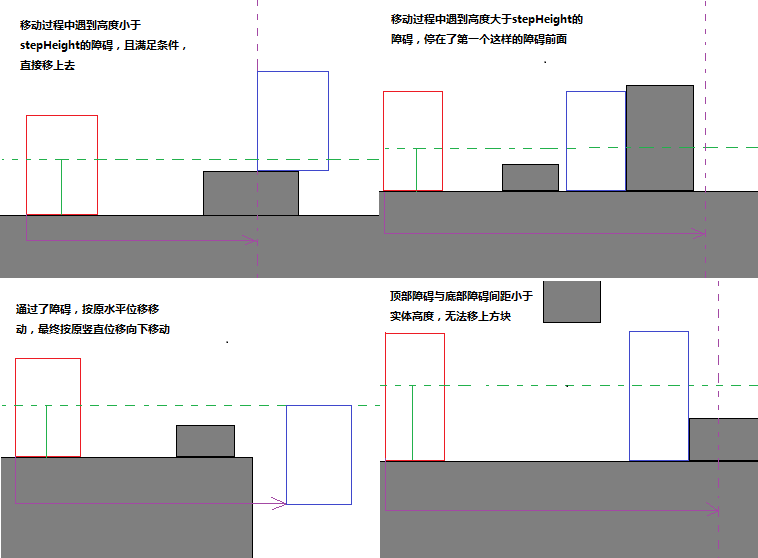 移动过程中遇到高度小于
stepHeight的障碍，且满足条件，
直接移上去
移动过程中遇到高度大于stepHeight的
障碍，停在了第一个这样的障碍前面
通过了障碍，按原水平位移移
动，最终按原竖直位移向下移动
顶部障碍与底部障碍间距小于
实体高度，无法移上方块